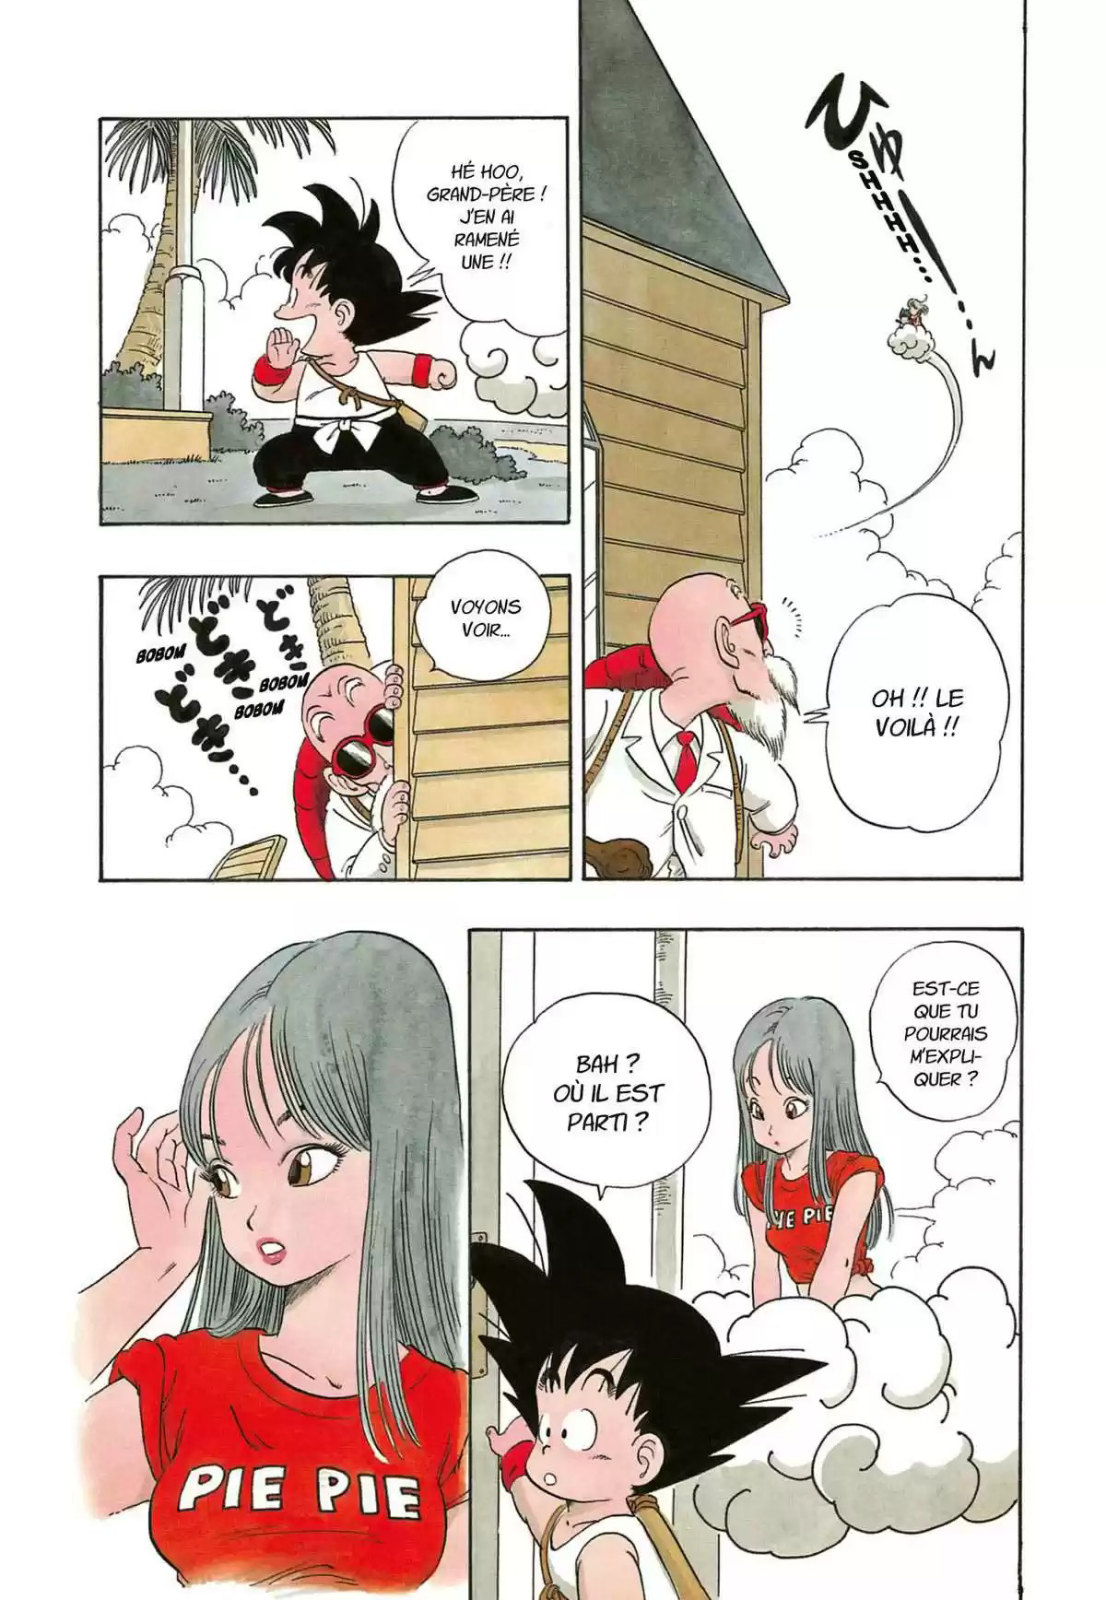 ひゅーー…ん
SHHHH...
OH !! LE
VOILÀ !!
HÉ HOO,
GRAND-PÈRE !
J'EN AI
RAMENÉ
UNE !!
VOYONS
VOIR...
どき
どき
どき…
BOBOM
BOBOM
BOBOM
EST-CE
QUE TU
POURRAIS
M'EXPLI-
QUER ?
YE PIE
BAH ?
OÙ IL EST
PARTI ?
PIE PIE